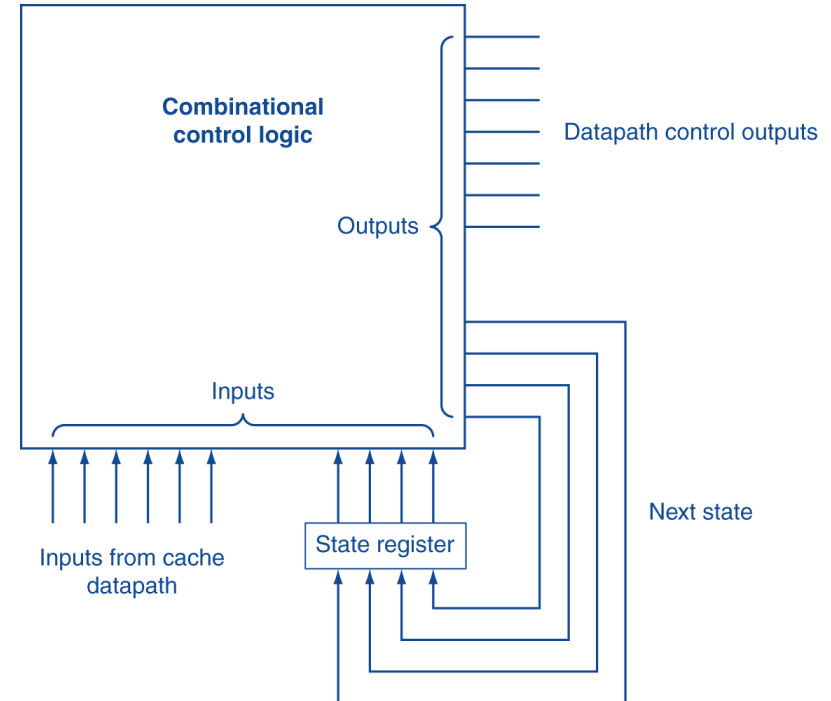 Combinational
control logic
Datapath control outputs
Outputs
Inputs
Next state
State register
Inputs from cache
datapath